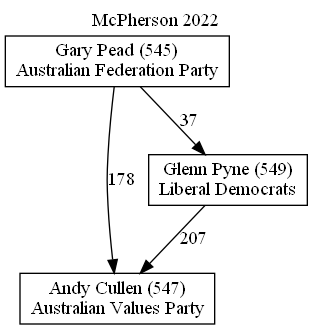 McPherson 2022
Gary Pead (545)
Australian Federation Party
37
Glenn Pyne (549)
Liberal Democrats
178
207
Andy Cullen (547)
Australian Values Party